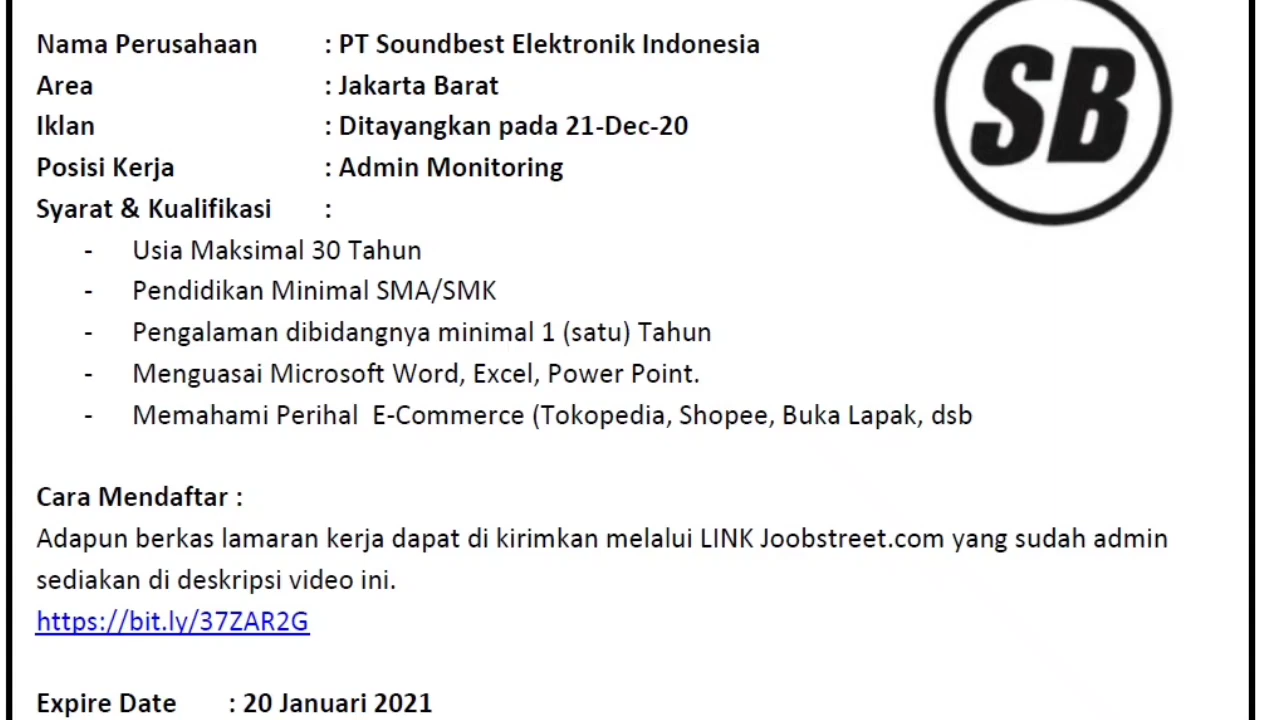 Nama Perusahaan : PT Soundbest Elektronik Indonesia
SB
Area : Jakarta Barat
Iklan : Ditayangkan pada 21-Dec-20
Posisi Kerja : Admin Monitoring
Syarat & Kualifikasi :
- Usia Maksimal 30 Tahun
- Pendidikan Minimal SMA/SMK
- Pengalaman dibidangnya minimal 1 (satu) Tahun
- Menguasai Microsoft Word, Excel, Power Point.
- Memahami Perihal E-Commerce (Tokopedia, Shopee, Buka Lapak, dsb
Cara Mendaftar :
Adapun berkas lamaran kerja dapat di kirimkan melalui LINK Joobstreet.com yang sudah admin
sediakan di deskripsi video ini.
https://bit.ly/37ZAR2G
Expire Date : 20 Januari 2021